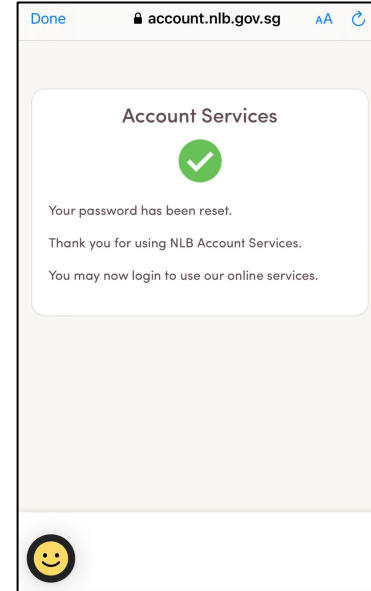 Done account.nlb.gov.sg AA
Account Services
Your password has been reset.
Thank you for using NLB Account Services.
You may now login to use our online services.